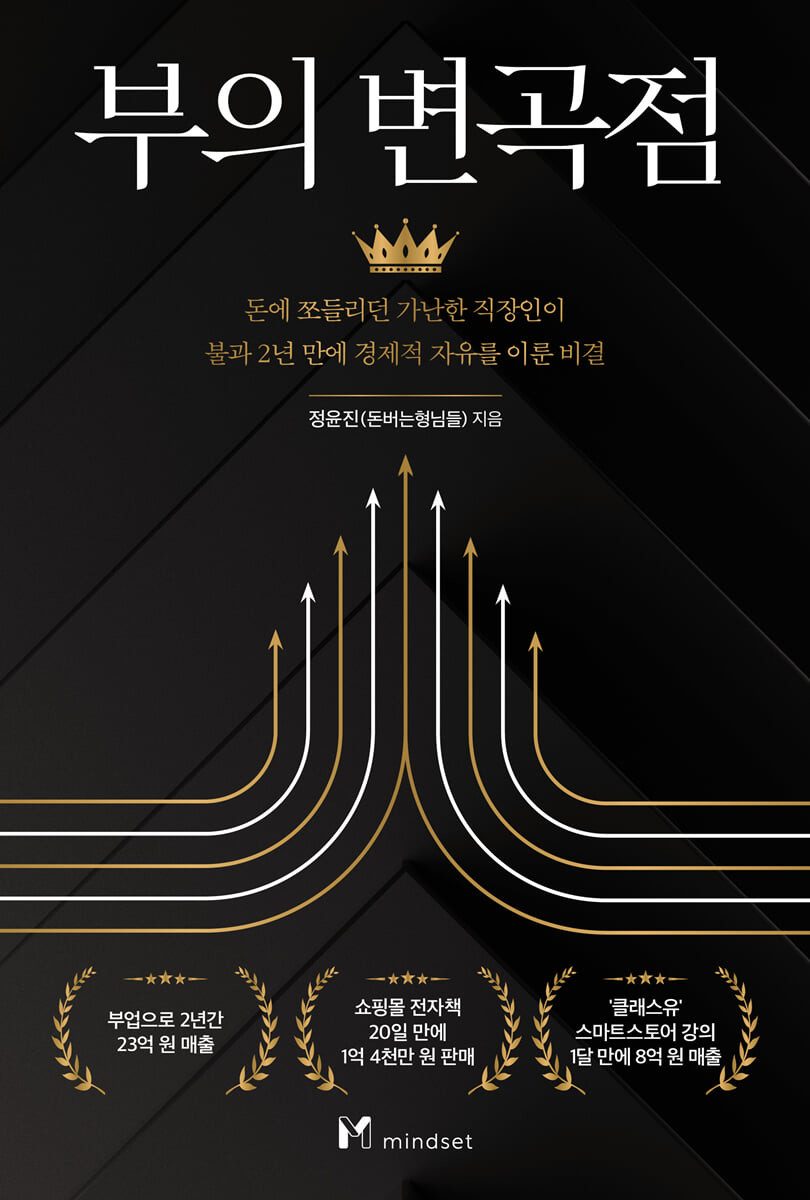 부의 변곡점
돈에 쪼들리던 가난한 직장인이
불과 2년 만에 경제적 자유를 이룬 비결
정윤진(돈버는형님들) 지음
부업으로 2년간
23억 원 매출
쇼핑몰 전자책
20일 만에
1억 4천만 원 판매
'클래스유'
스마트스토어 강의
1달 만에 8억 원 매출
M mindset